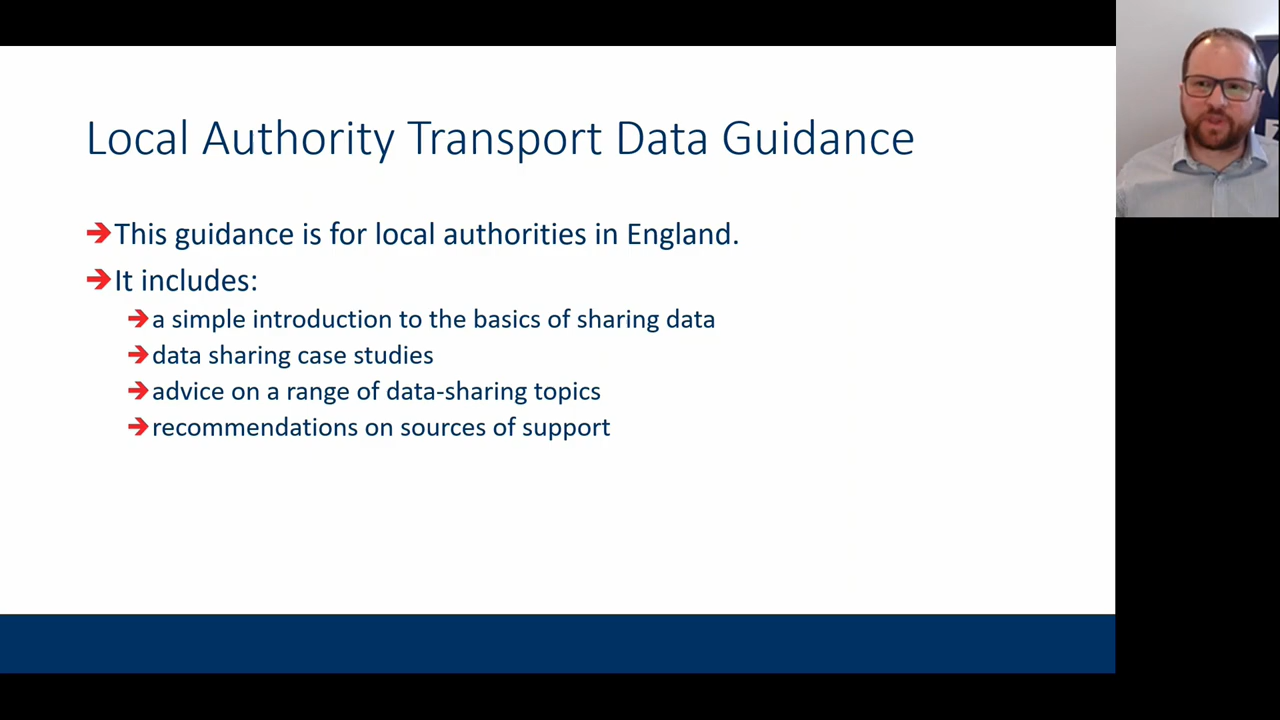 Local Authority Transport Data Guidance
This guidance is for local authorities in England.
It includes:
a simple introduction to the basics of sharing data
data sharing case studies
advice on a range of data-sharing topics
recommendations on sources of support